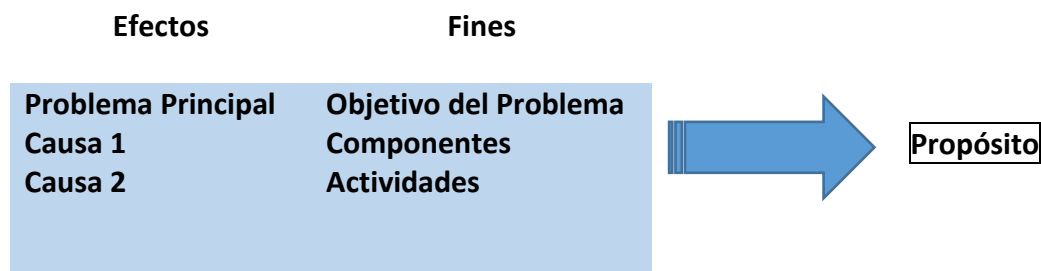 Efectos Fines
Problema Principal Objetivo del Problema
Causa 1 Componentes
Causa 2 Actividades
Propósito